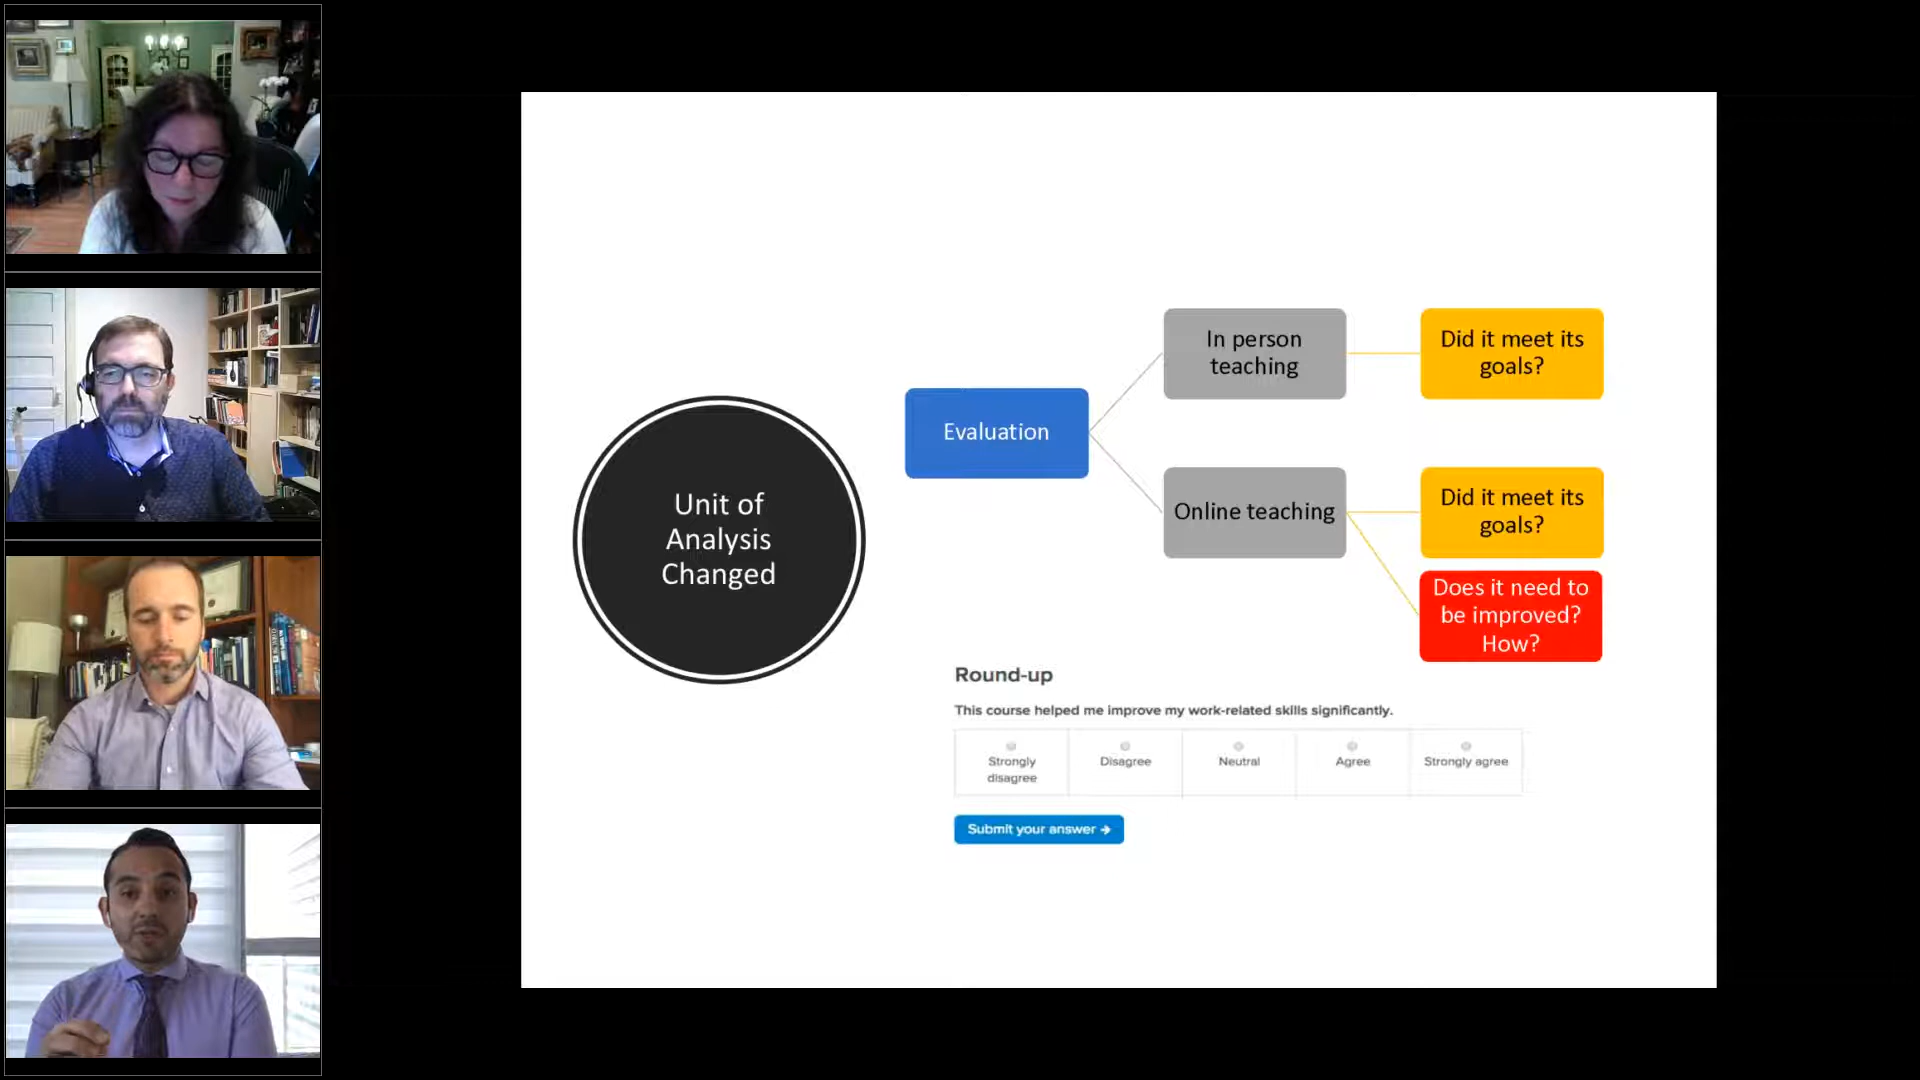 Unit of
Analysis
Changed
Evaluation
In person
teaching
Did it meet its
goals?
Online teaching
Did it meet its
goals?
Does it need to
be improved?
How?
Round-up
This course helped me improve my work-related skills significantly.
Strongly
disagree
Disagree
Neutral
Agree
Strongly agree
Submit your answer →